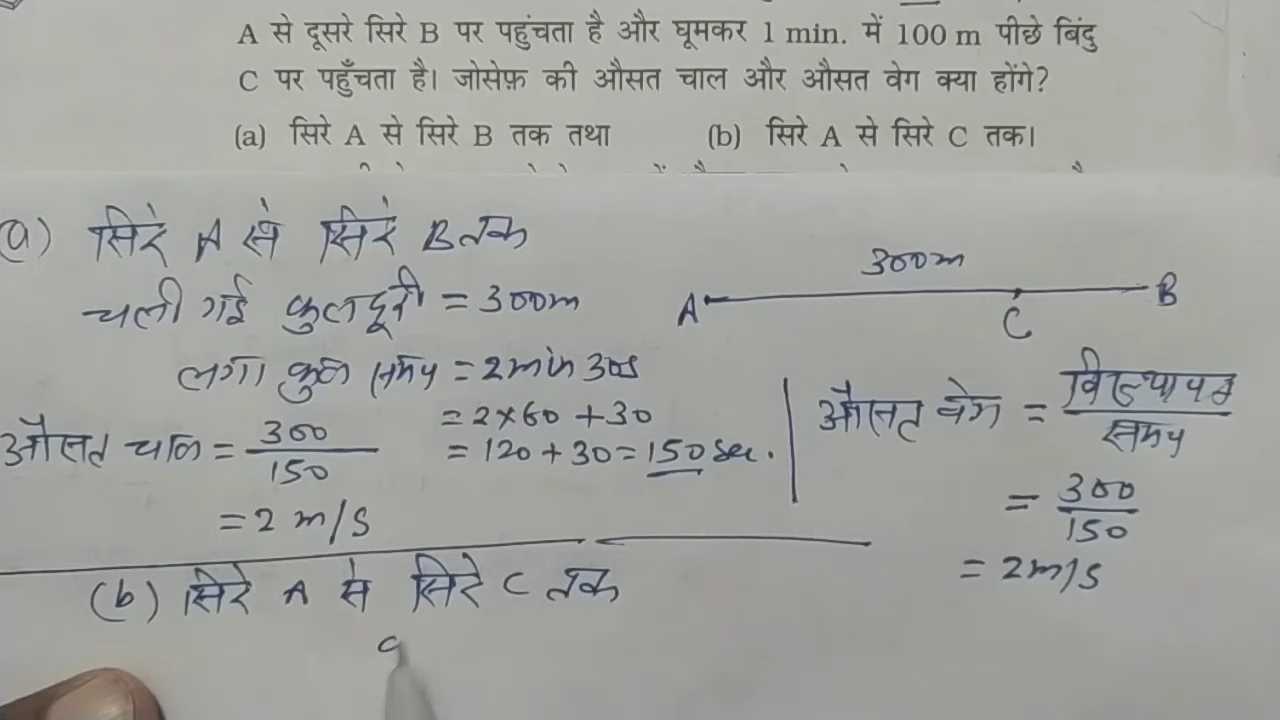 A से दूसरे सिरे B पर पहुंचता है और घूमकर 1 min. में 100 m पीछे बिंदु
C पर पहुँचता है। जोसेफ़ की औसत चाल और औसत वेग क्या होंगे?
(a) सिरे A से सिरे B तक तथा (b) सिरे A से सिरे C तक।
(a) सिरे A से सिरे B तक
चली गई कुल दूरी = 300m
लगा कुल समय = 2min 30s
= 2×60 + 30
= 120 + 30 = 150 sec.
औसत चाल = 300/150
= 2 m/s
300m
A C B
औसत वेग = विस्थापन/समय
= 300/150
= 2m/s
(b) सिरे A से सिरे C तक